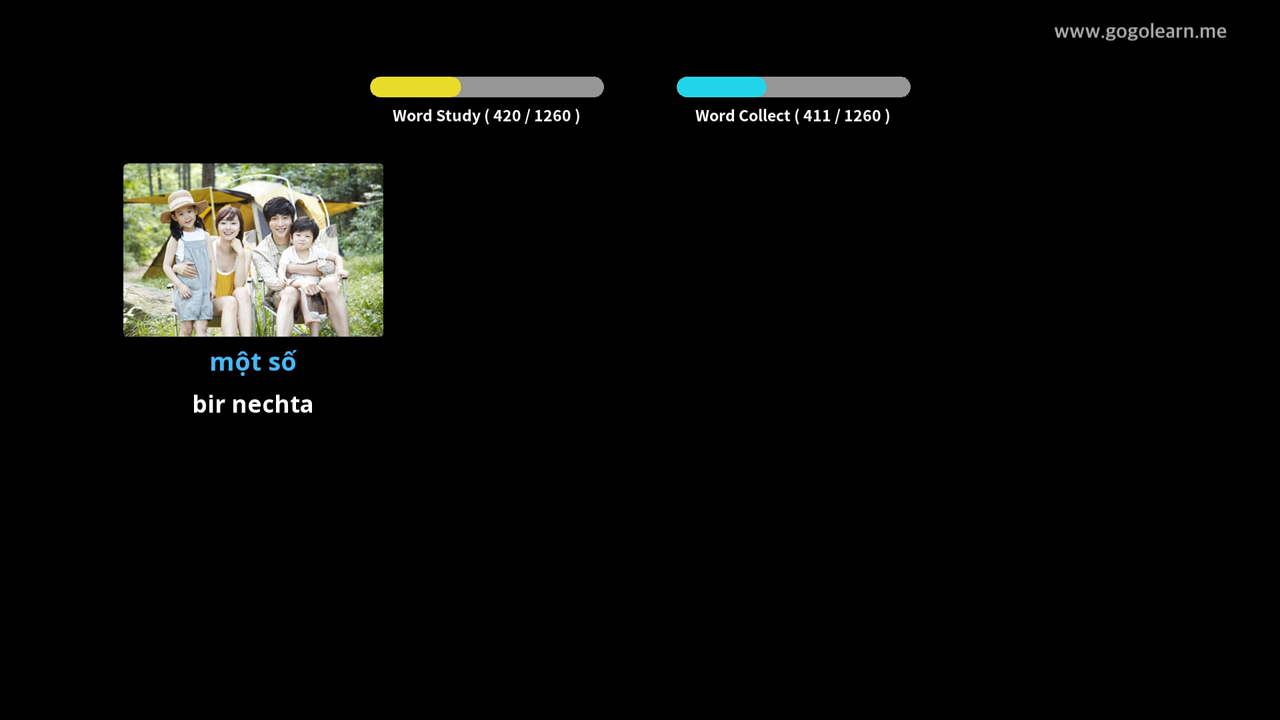 www.gogolearn.me
Word Study ( 420 / 1260 )
Word Collect ( 411 / 1260 )
một số
bir nechta